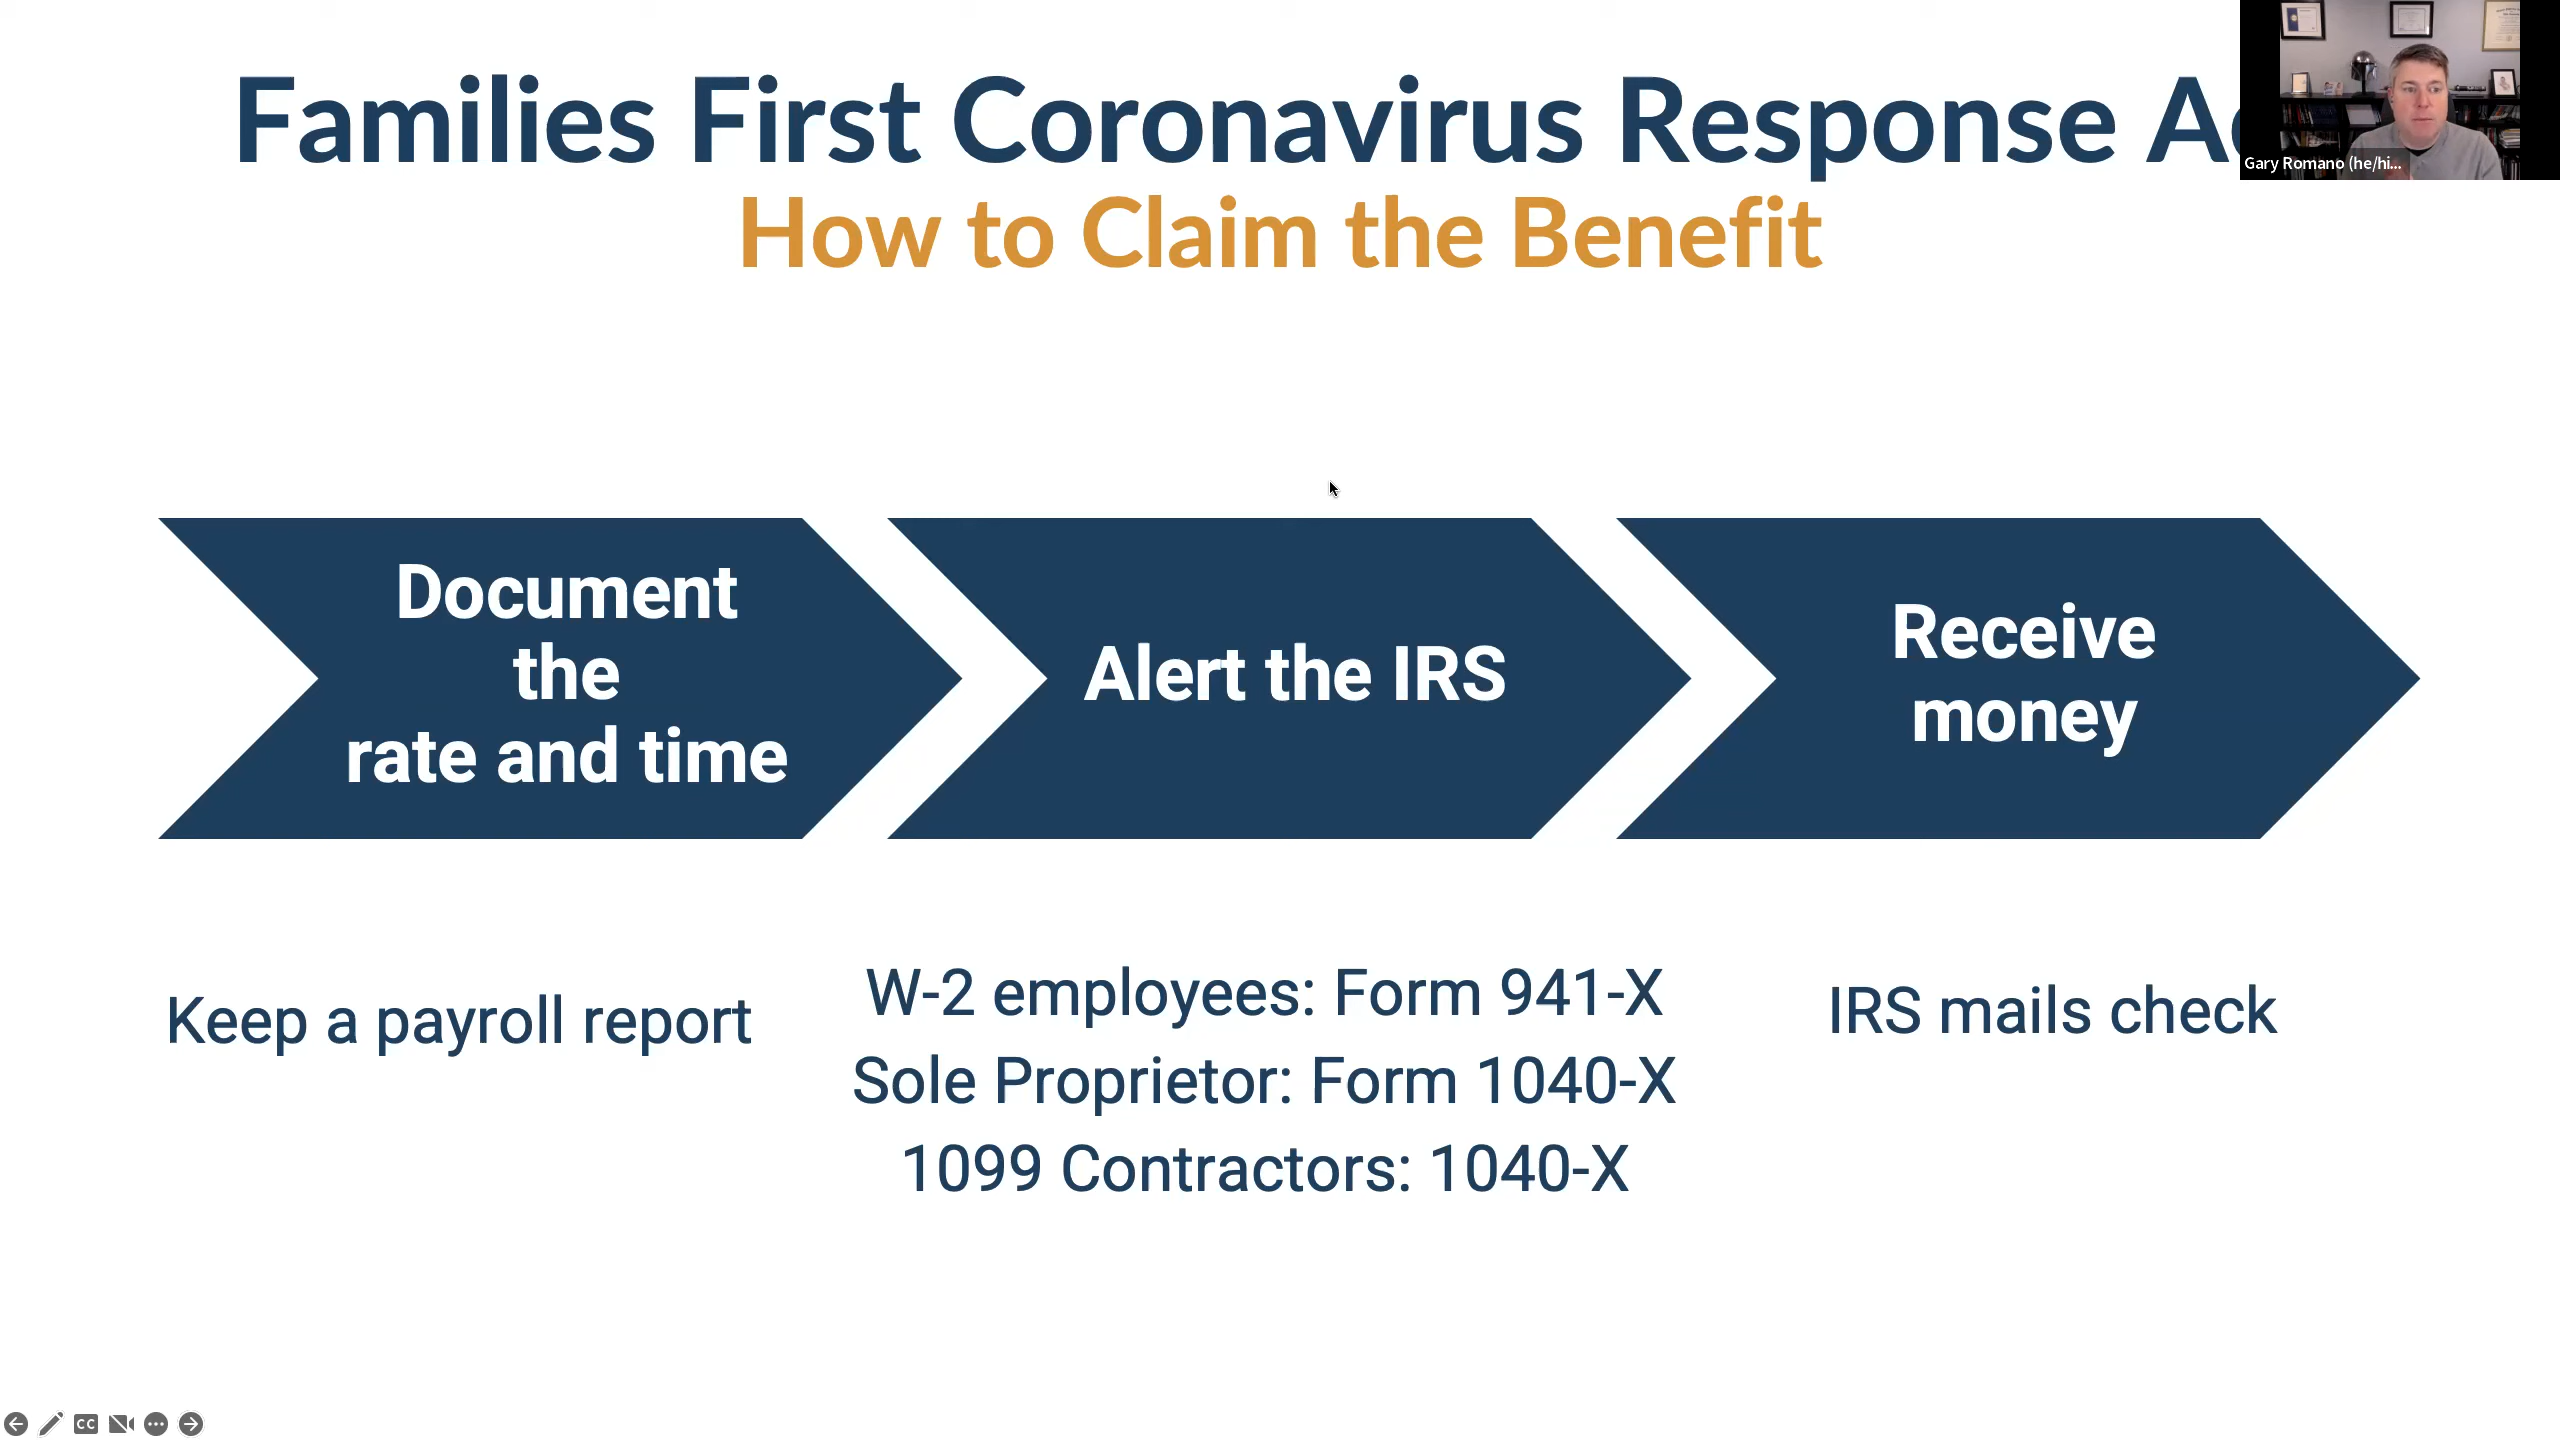 Families First Coronavirus Response
How to Claim the Benefit
Gary Romano (he/hi...
Document
the
rate and time
Alert the IRS
Receive
money
Keep a payroll report
W-2 employees: Form 941-X
Sole Proprietor: Form 1040-X
1099 Contractors: 1040-X
IRS mails check
CC